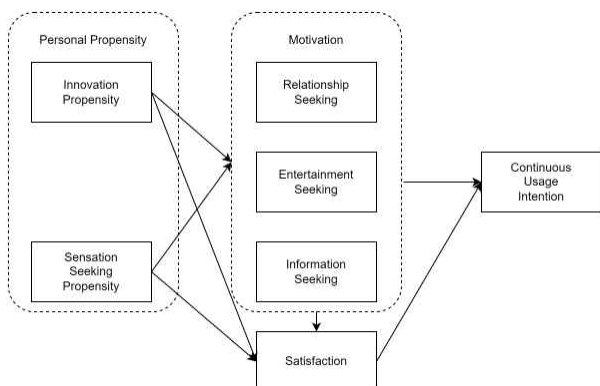 Personal Propensity
Motivation
Innovation
Propensity
Relationship
Seeking
Entertainment
Seeking
Continuous
Usage
Intention
Sensation
Seeking
Propensity
Information
Seeking
Satisfaction